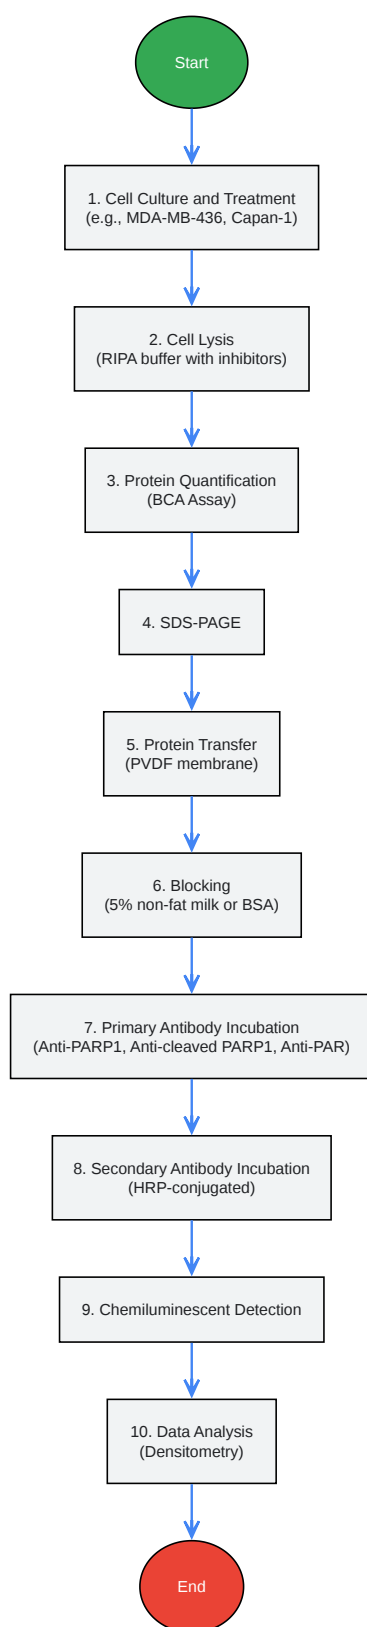 Start
1. Cell Culture and Treatment
(e.g., MDA-MB-436, Capan-1)
2. Cell Lysis
(RIPA buffer with inhibitors)
3. Protein Quantification
(BCA Assay)
4. SDS-PAGE
5. Protein Transfer
(PVDF membrane)
6. Blocking
(5% non-fat milk or BSA)
7. Primary Antibody Incubation
(Anti-PARP1, Anti-cleaved PARP1, Anti-PAR)
8. Secondary Antibody Incubation
(HRP-conjugated)
9. Chemiluminescent Detection
10. Data Analysis
(Densitometry)
End